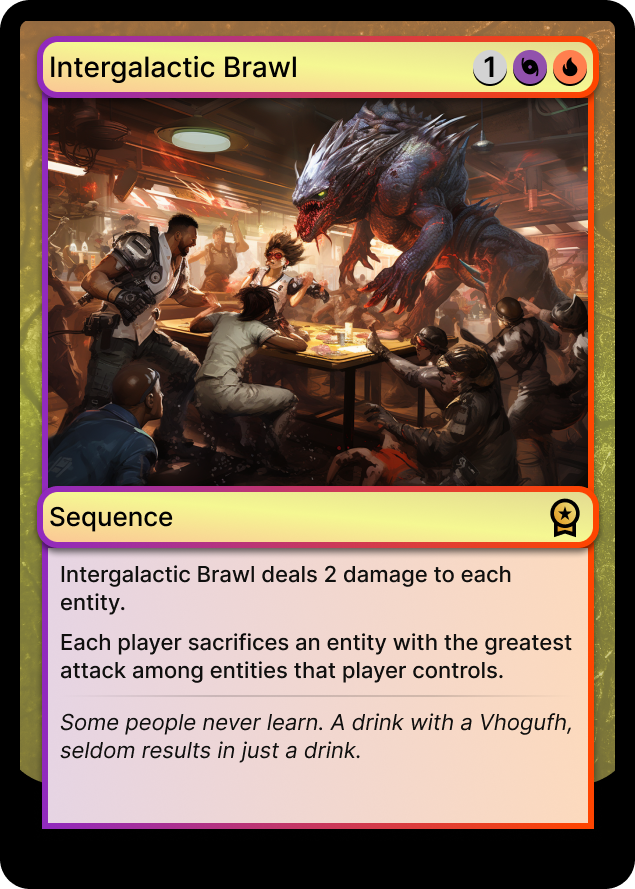 Intergalactic Brawl 1
Sequence
Intergalactic Brawl deals 2 damage to each
entity.
Each player sacrifices an entity with the greatest
attack among entities that player controls.
Some people never learn. A drink with a Vhogufh,
seldom results in just a drink.